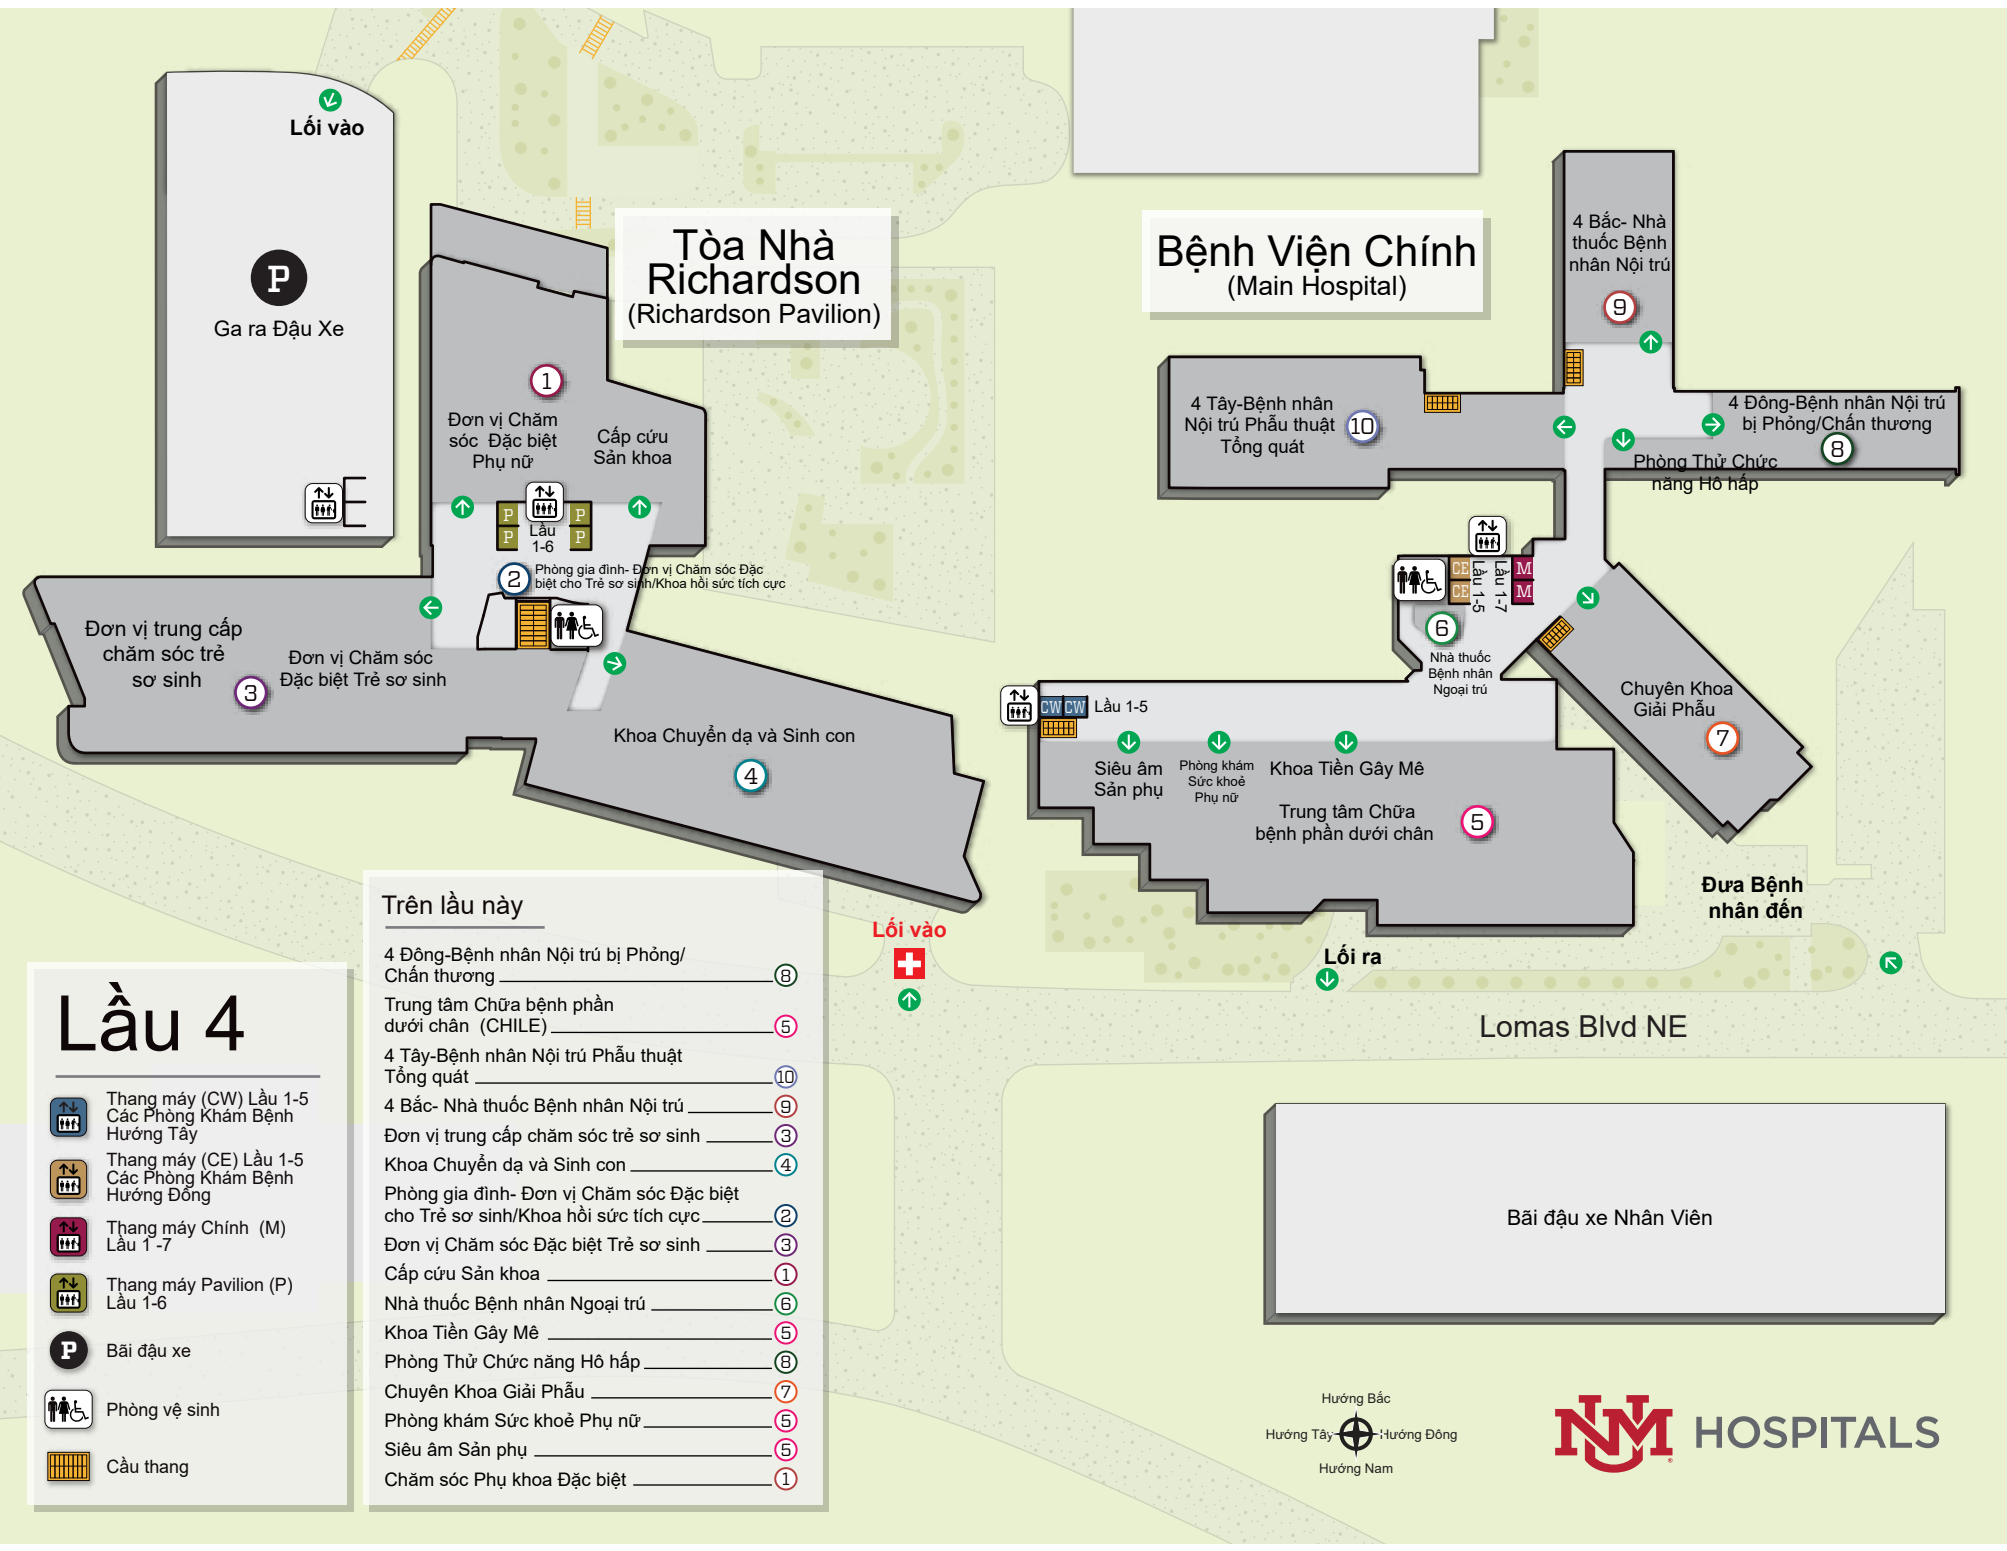 Lối vào
P
Ga ra Đậu Xe
Tòa Nhà
Richardson
(Richardson Pavilion)
Bệnh Viện Chính
(Main Hospital)
4 Bắc- Nhà
thuốc Bệnh
nhân Nội trú
9
1
Đơn vị Chăm
sóc Đặc biệt
Phụ nữ
Cấp cứu
Sản khoa
4 Tây-Bệnh nhân
Nội trú Phẫu thuật
Tổng quát
10
4 Đông-Bệnh nhân Nội trú
bị Phỏng/Chấn thương
8
Phòng Thử Chức
năng Hô hấp
P
P
P
P
Lầu
1-6
2
Phòng gia đình- Đơn vị Chăm sóc Đặc
biệt cho Trẻ sơ sinh/Khoa hồi sức tích cực
CE
CE
Lầu 1-5
Lầu 1-7
M
M
6
Nhà thuốc
Bệnh nhân
Ngoại trú
Đơn vị trung cấp
chăm sóc trẻ
sơ sinh
3
Đơn vị Chăm sóc
Đặc biệt Trẻ sơ sinh
Khoa Chuyển dạ và Sinh con
4
CW CW Lầu 1-5
Chuyên Khoa
Giải Phẫu
7
Siêu âm
Sản phụ
Phòng khám
Sức khoẻ
Phụ nữ
Khoa Tiền Gây Mê
Trung tâm Chữa
bệnh phần dưới chân
5
Đưa Bệnh
nhân đến
Lối vào
Lối ra
Lomas Blvd NE
Bãi đậu xe Nhân Viên
Lầu 4
Thang máy (CW) Lầu 1-5
Các Phòng Khám Bệnh
Hướng Tây
Thang máy (CE) Lầu 1-5
Các Phòng Khám Bệnh
Hướng Đông
Thang máy Chính (M)
Lầu 1 -7
Thang máy Pavilion (P)
Lầu 1-6
P
Bãi đậu xe
Phòng vệ sinh
Cầu thang
Trên lầu này
4 Đông-Bệnh nhân Nội trú bị Phỏng/
Chấn thương 8
Trung tâm Chữa bệnh phần
dưới chân (CHILE) 5
4 Tây-Bệnh nhân Nội trú Phẫu thuật
Tổng quát 10
4 Bắc- Nhà thuốc Bệnh nhân Nội trú 9
Đơn vị trung cấp chăm sóc trẻ sơ sinh 3
Khoa Chuyển dạ và Sinh con 4
Phòng gia đình- Đơn vị Chăm sóc Đặc biệt
cho Trẻ sơ sinh/Khoa hồi sức tích cực 2
Đơn vị Chăm sóc Đặc biệt Trẻ sơ sinh 3
Cấp cứu Sản khoa 1
Nhà thuốc Bệnh nhân Ngoại trú 6
Khoa Tiền Gây Mê 5
Phòng Thử Chức năng Hô hấp 8
Chuyên Khoa Giải Phẫu 7
Phòng khám Sức khoẻ Phụ nữ 5
Siêu âm Sản phụ 5
Chăm sóc Phụ khoa Đặc biệt 1
Hướng Bắc
Hướng Tây
Hướng Đông
Hướng Nam
UNM HOSPITALS